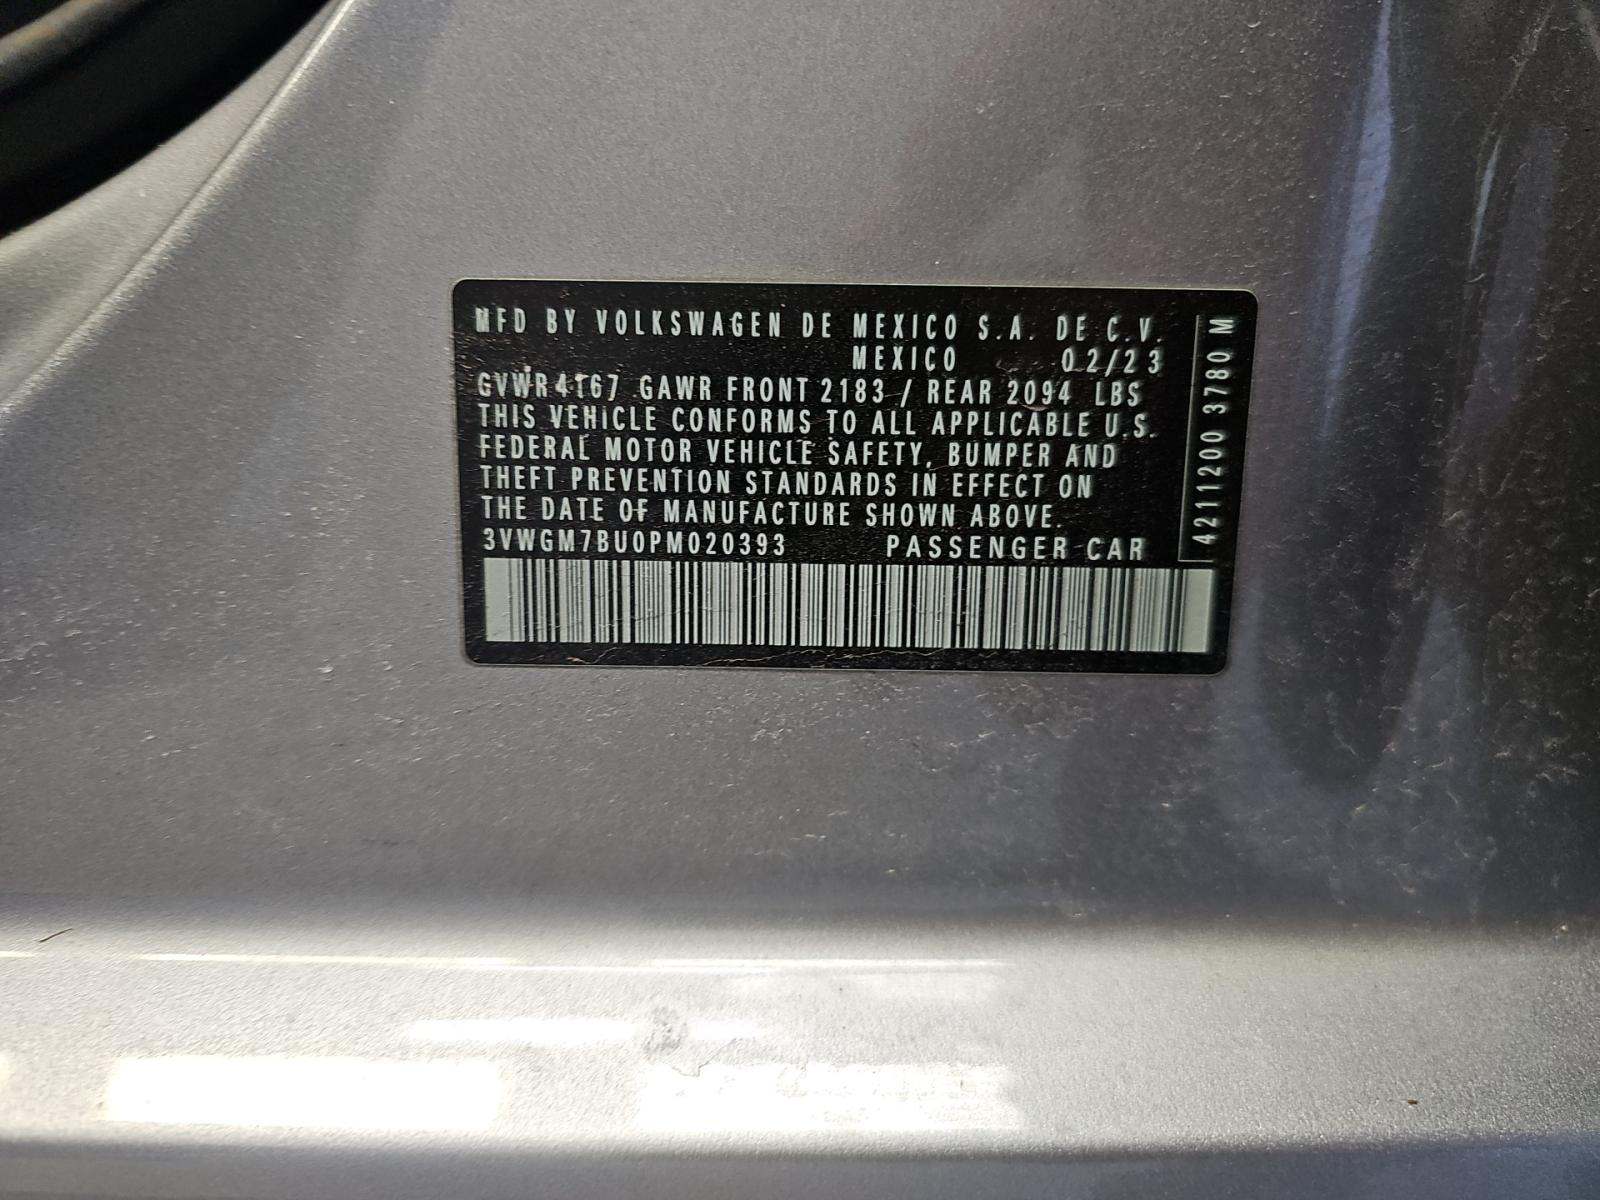 MFD BY VOLKSWAGEN DE MEXICO S.A. DE C.V.
MEXICO 02/23
GVWR 4167 GAWR FRONT 2183 / REAR 2094 LBS
THIS VEHICLE CONFORMS TO ALL APPLICABLE U.S.
FEDERAL MOTOR VEHICLE SAFETY, BUMPER AND
THEFT PREVENTION STANDARDS IN EFFECT ON
THE DATE OF MANUFACTURE SHOWN ABOVE.
3VWGM7BU0PM020393 PASSENGER CAR
4211200 3780 M